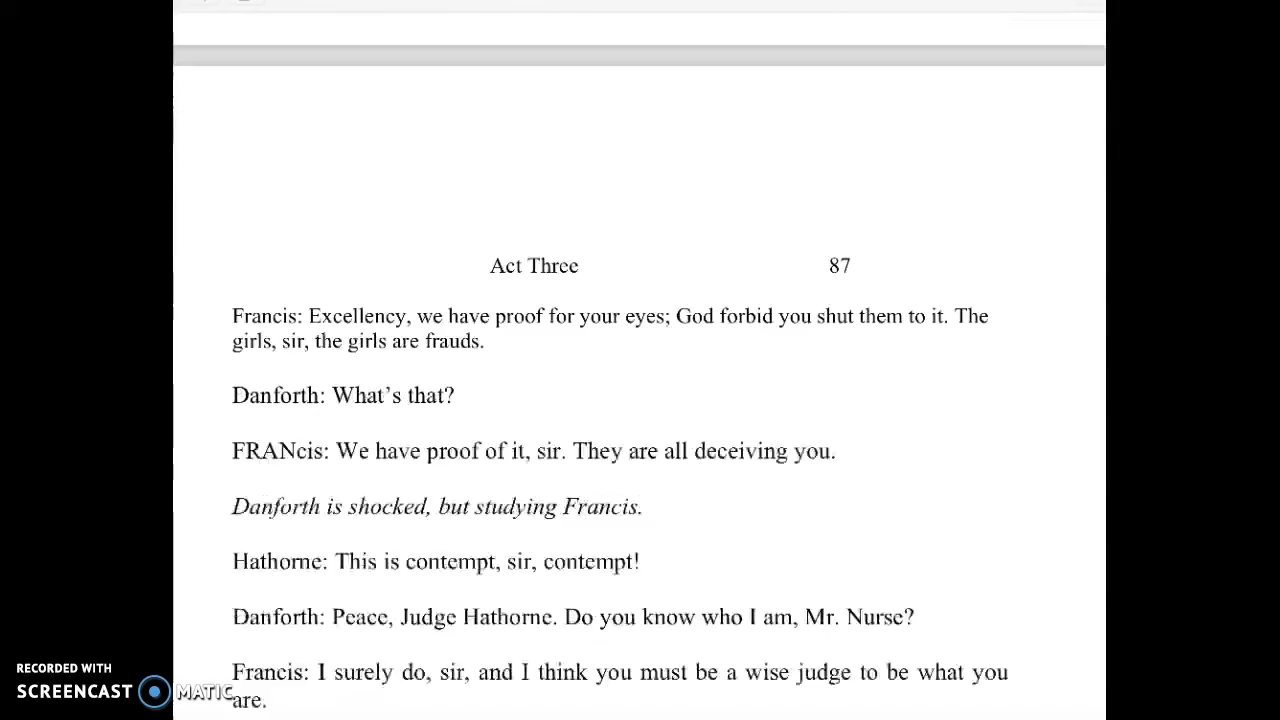 Act Three 87
Francis: Excellency, we have proof for your eyes; God forbid you shut them to it. The
girls, sir, the girls are frauds.
Danforth: What’s that?
FRANcis: We have proof of it, sir. They are all deceiving you.
Danforth is shocked, but studying Francis.
Hathorne: This is contempt, sir, contempt!
Danforth: Peace, Judge Hathorne. Do you know who I am, Mr. Nurse?
Francis: I surely do, sir, and I think you must be a wise judge to be what you
are.
RECORDED WITH
SCREENCAST MATIC